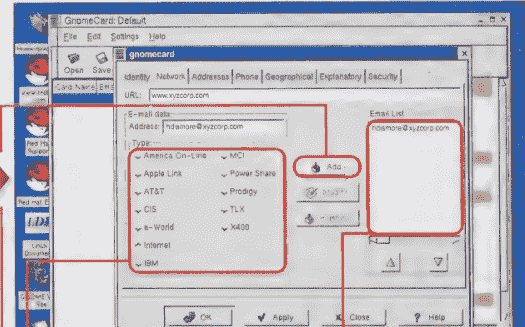 GnomeCard: Default
File Edit Settings Help
gnomecard
Open Save
Identity Network Addresses Phone Geographical Explanatory Security
Card Name
URL: www.xyzcorp.com
E-mail data
Email List
Address: hdismore@xyzcorp.com
hdismore@xyzcorp.com
Type:
America On-Line MCI
Add
Apple Link Power Share
AT&T Prodigy
CIS TLX
e-World X400
Internet
IBM
Red Hat
OK Apply Close Help